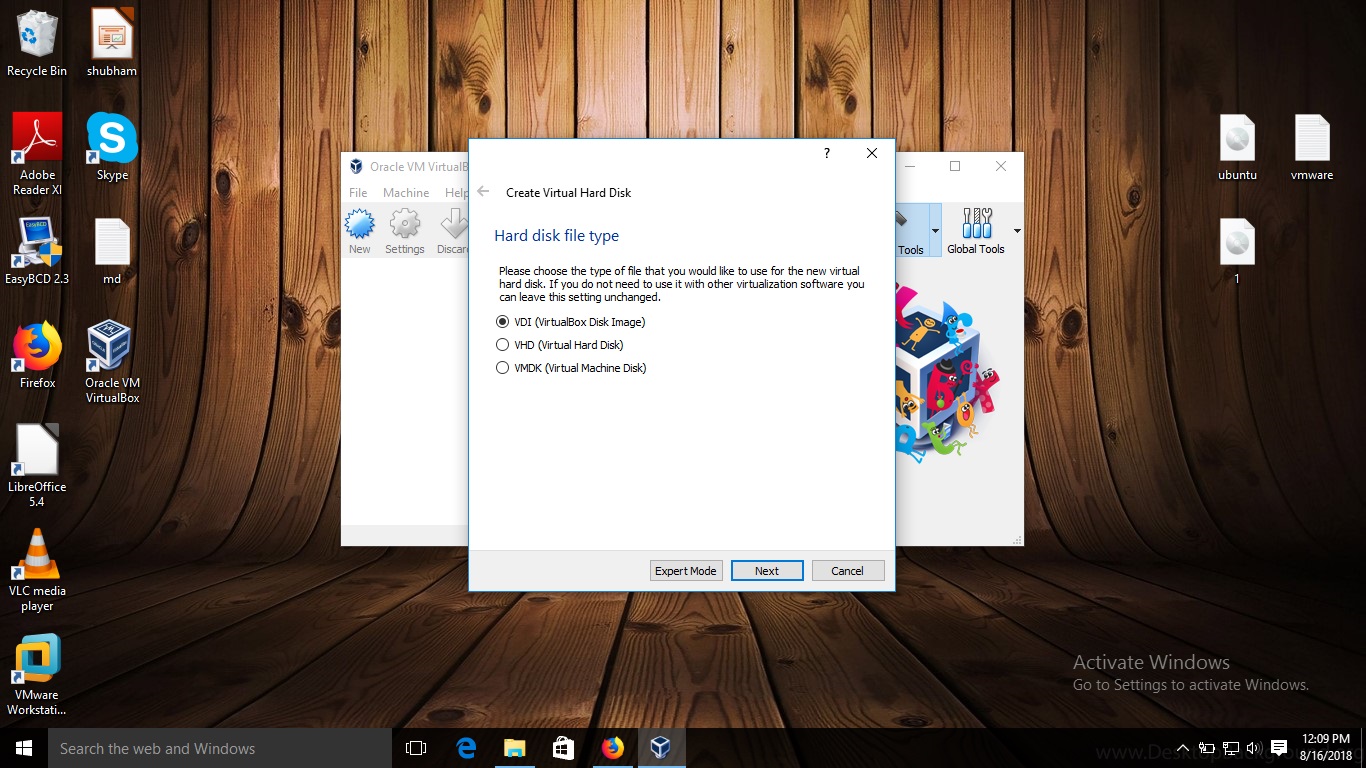 Recycle Bin
shubham
Adobe
Reader XI
Skype
EasyBCD 2.3
md
Firefox
Oracle VM
VirtualBox
LibreOffice
5.4
VLC media
player
VMware
Workstati...
ubuntu
vmware
1
Oracle VM VirtualB
File Machine Help
New Settings Discard
Tools Global Tools
?
Create Virtual Hard Disk
Hard disk file type
Please choose the type of file that you would like to use for the new virtual
hard disk. If you do not need to use it with other virtualization software you
can leave this setting unchanged.
VDI (VirtualBox Disk Image)
VHD (Virtual Hard Disk)
VMDK (Virtual Machine Disk)
Expert Mode Next Cancel
Activate Windows
Go to Settings to activate Windows.
Search the web and Windows
12:09 PM
8/16/2018